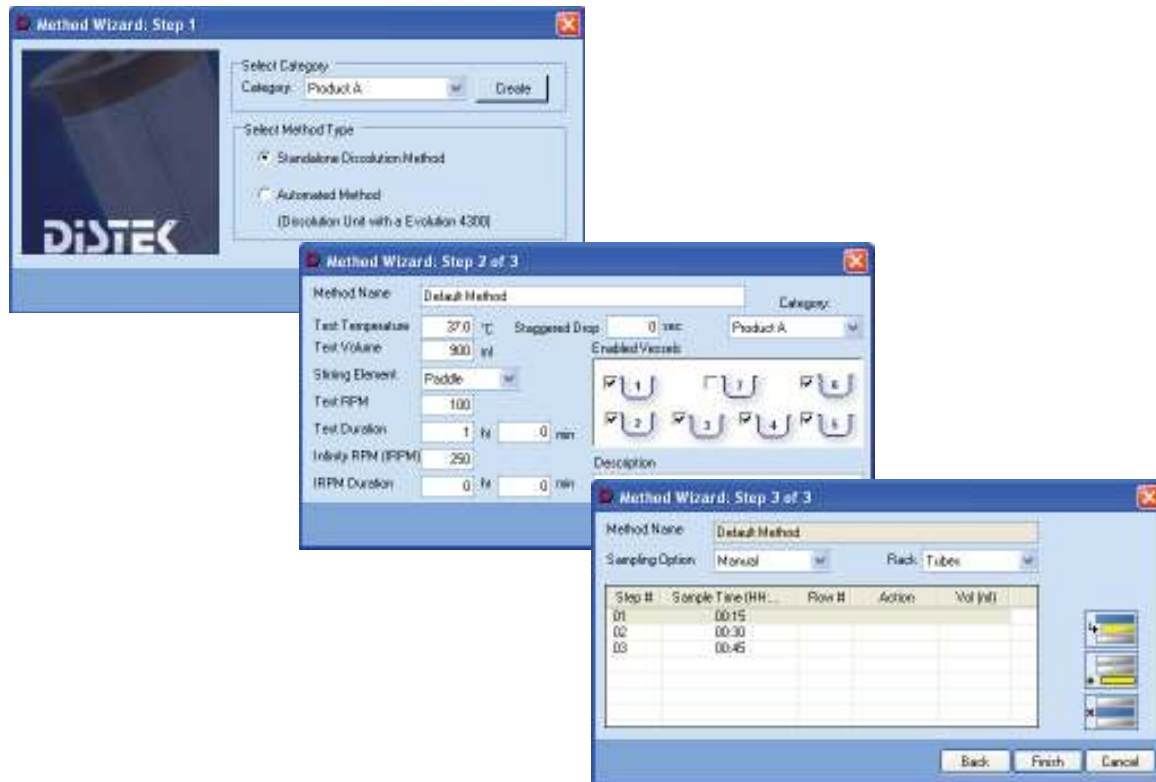 Method Wizard: Step 1
Select Category
Category: Product A Create
Select Method Type
Standalone Dissolution Method
Automated Method
(Dissolution Unit with a Evolution 4300)
DiSTEK
Method Wizard: Step 2 of 3
Method Name Default Method Category:
Test Temperature 37.0 °C Staggered Drop 0 sec Product A
Test Volume 900 ml Enabled Vessels
Stirring Element Paddle 1 7 6
Test RPM 100
Test Duration 1 hr 0 min 2 3 4 5
Infinity RPM (IRPM) 250 Description
IRPM Duration 0 hr 0 min
Method Wizard: Step 3 of 3
Method Name Default Method
Sampling Option Manual Rack Tubes
Step # Sample Time (HH... Row # Action Vol (ml)
01 00:15
02 00:30
03 00:45
Back Finish Cancel